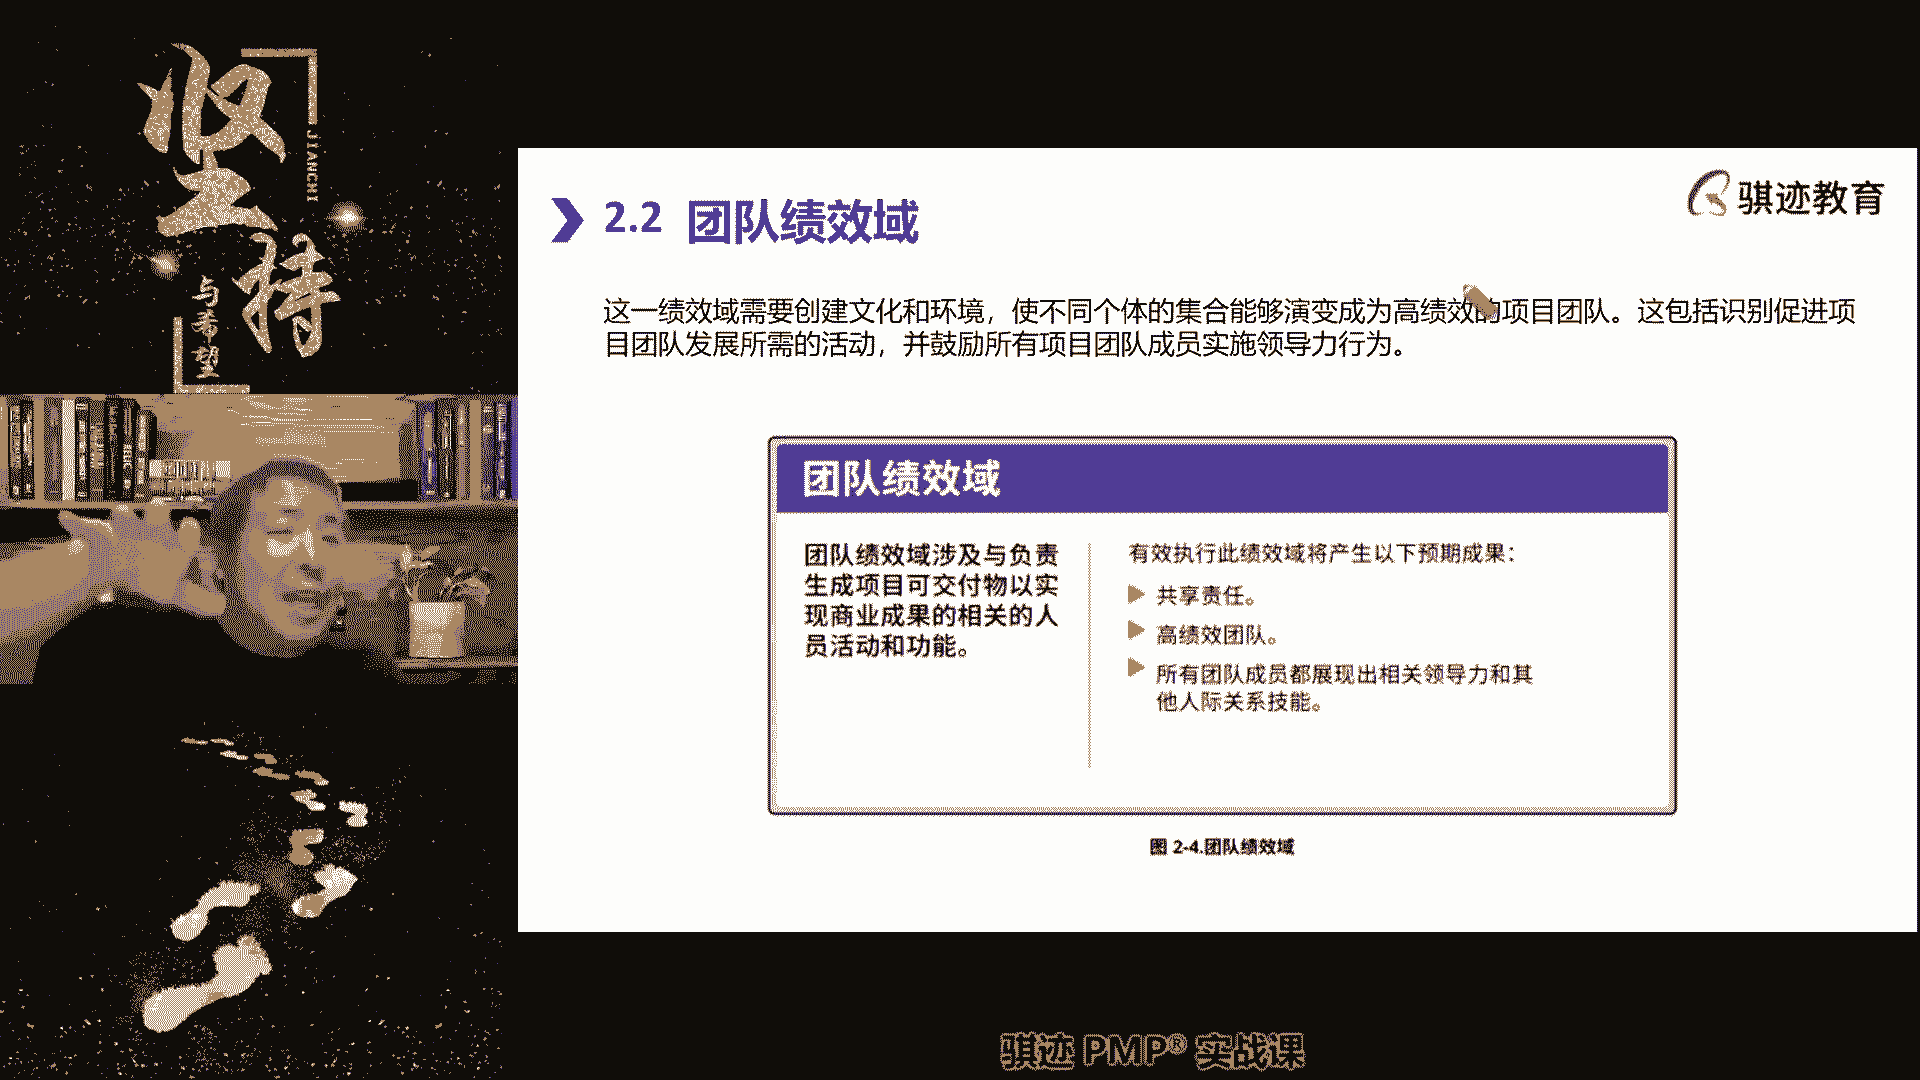 坚持
JIANCHI
与希望
2.2 团队绩效域
骐迹教育
这一绩效域需要创建文化和环境，使不同个体的集合能够演变成为高绩效的项目团队。这包括识别促进项
目团队发展所需的活动，并鼓励所有项目团队成员实施领导力行为。
团队绩效域
团队绩效域涉及与负责
生成项目可交付物以实
现商业成果的相关的人
员活动和功能。
有效执行此绩效域将产生以下预期成果：
共享责任。
高绩效团队。
所有团队成员都展现出相关领导力和其
他人际关系技能。
图 2-4.团队绩效域
骐迹 PMP® 实战课